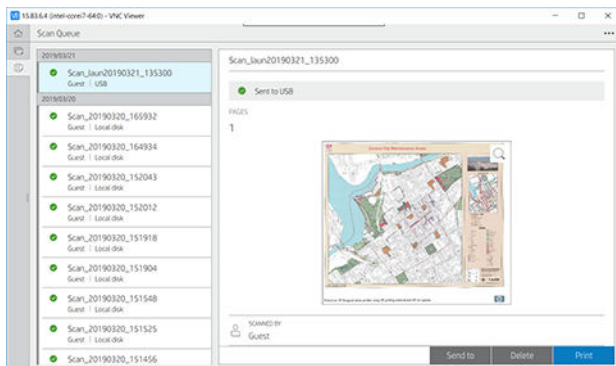 15.83.6.4 (intel-corei7-64:0) - VNC Viewer
Scan Queue
2019/03/21
Scan_laun20190321_135300
Guest | USB
2019/03/20
Scan_20190320_165932
Guest | Local disk
Scan_20190320_164934
Guest | Local disk
Scan_20190320_152043
Guest | Local disk
Scan_20190320_152012
Guest | Local disk
Scan_20190320_151918
Guest | Local disk
Scan_20190320_151904
Guest | Local disk
Scan_20190320_151548
Guest | Local disk
Scan_20190320_151525
Guest | Local disk
Scan_20190320_151456
Scan_laun20190321_135300
Sent to USB
PAGES
1
SCANNED BY
Guest
Send to
Delete
Print